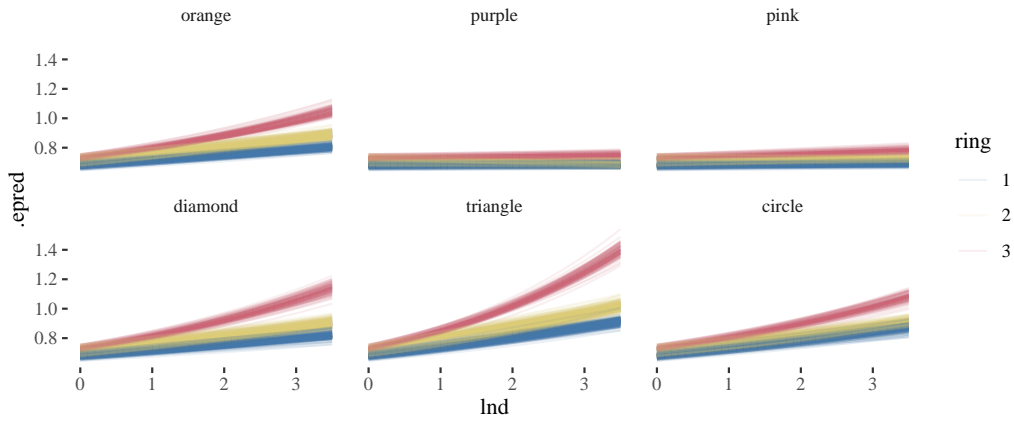 orange purple pink
1.4
1.2
1.0
0.8
ring
1
2
3
.epred
diamond triangle circle
1.4
1.2
1.0
0.8
0 1 2 3 0 1 2 3 0 1 2 3
lnd